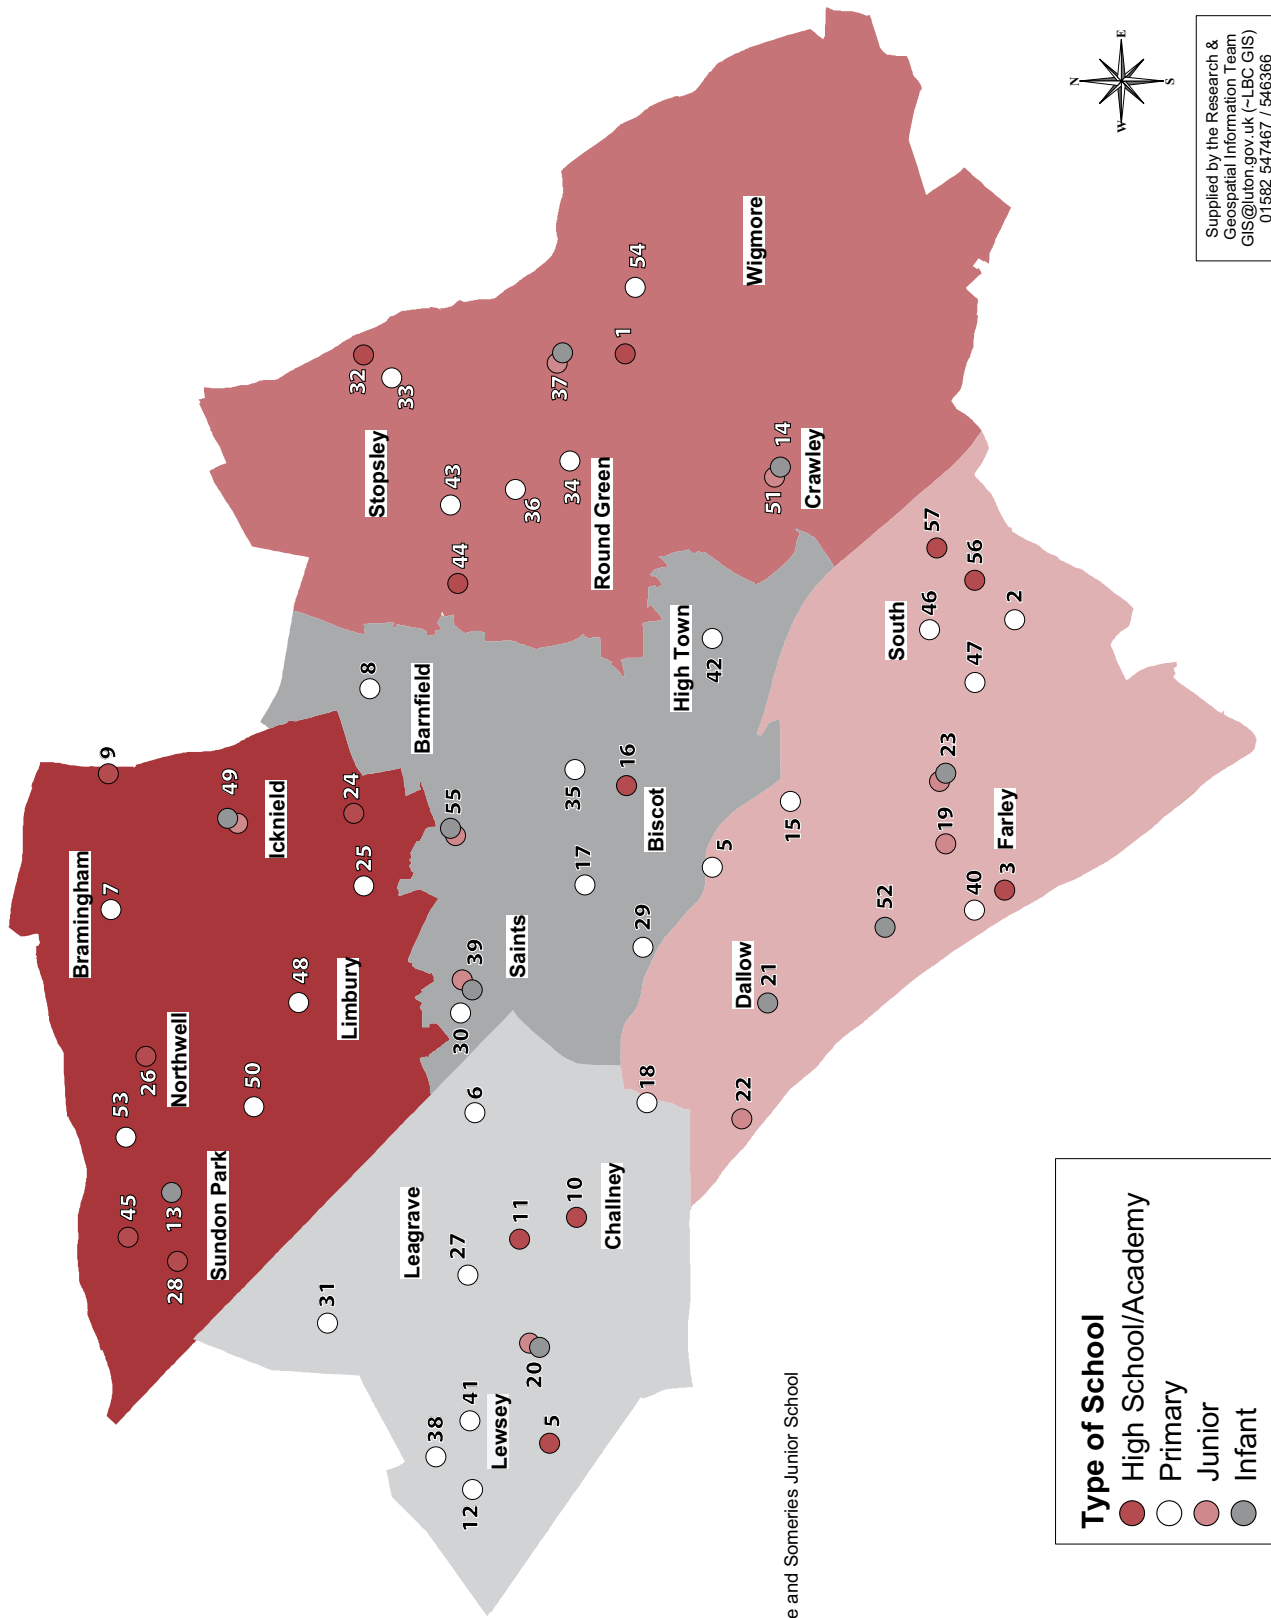 Bramingham
7
9
49
Icknield
24
25
48
Limbury
26
Northwell
53
50
45
13
28
Sundon Park
8
Barnfield
55
35
16
Biscot
17
High Town
42
29
39
Saints
30
5
32
33
Stopsley
43
44
36
34
Round Green
37
1
54
Wigmore
14
51
Crawley
57
56
46
South
2
47
23
19
Farley
3
40
15
52
Dallow
21
22
18
6
Leagrave
11
10
Challney
27
31
20
41
38
Lewsey
12
5
e and Someries Junior School
Type of School
High School/Academy
Primary
Junior
Infant
N
W
E
S
Supplied by the Research &
Geospatial Information Team
GIS@luton.gov.uk (~LBC GIS)
01582 547467 / 546366